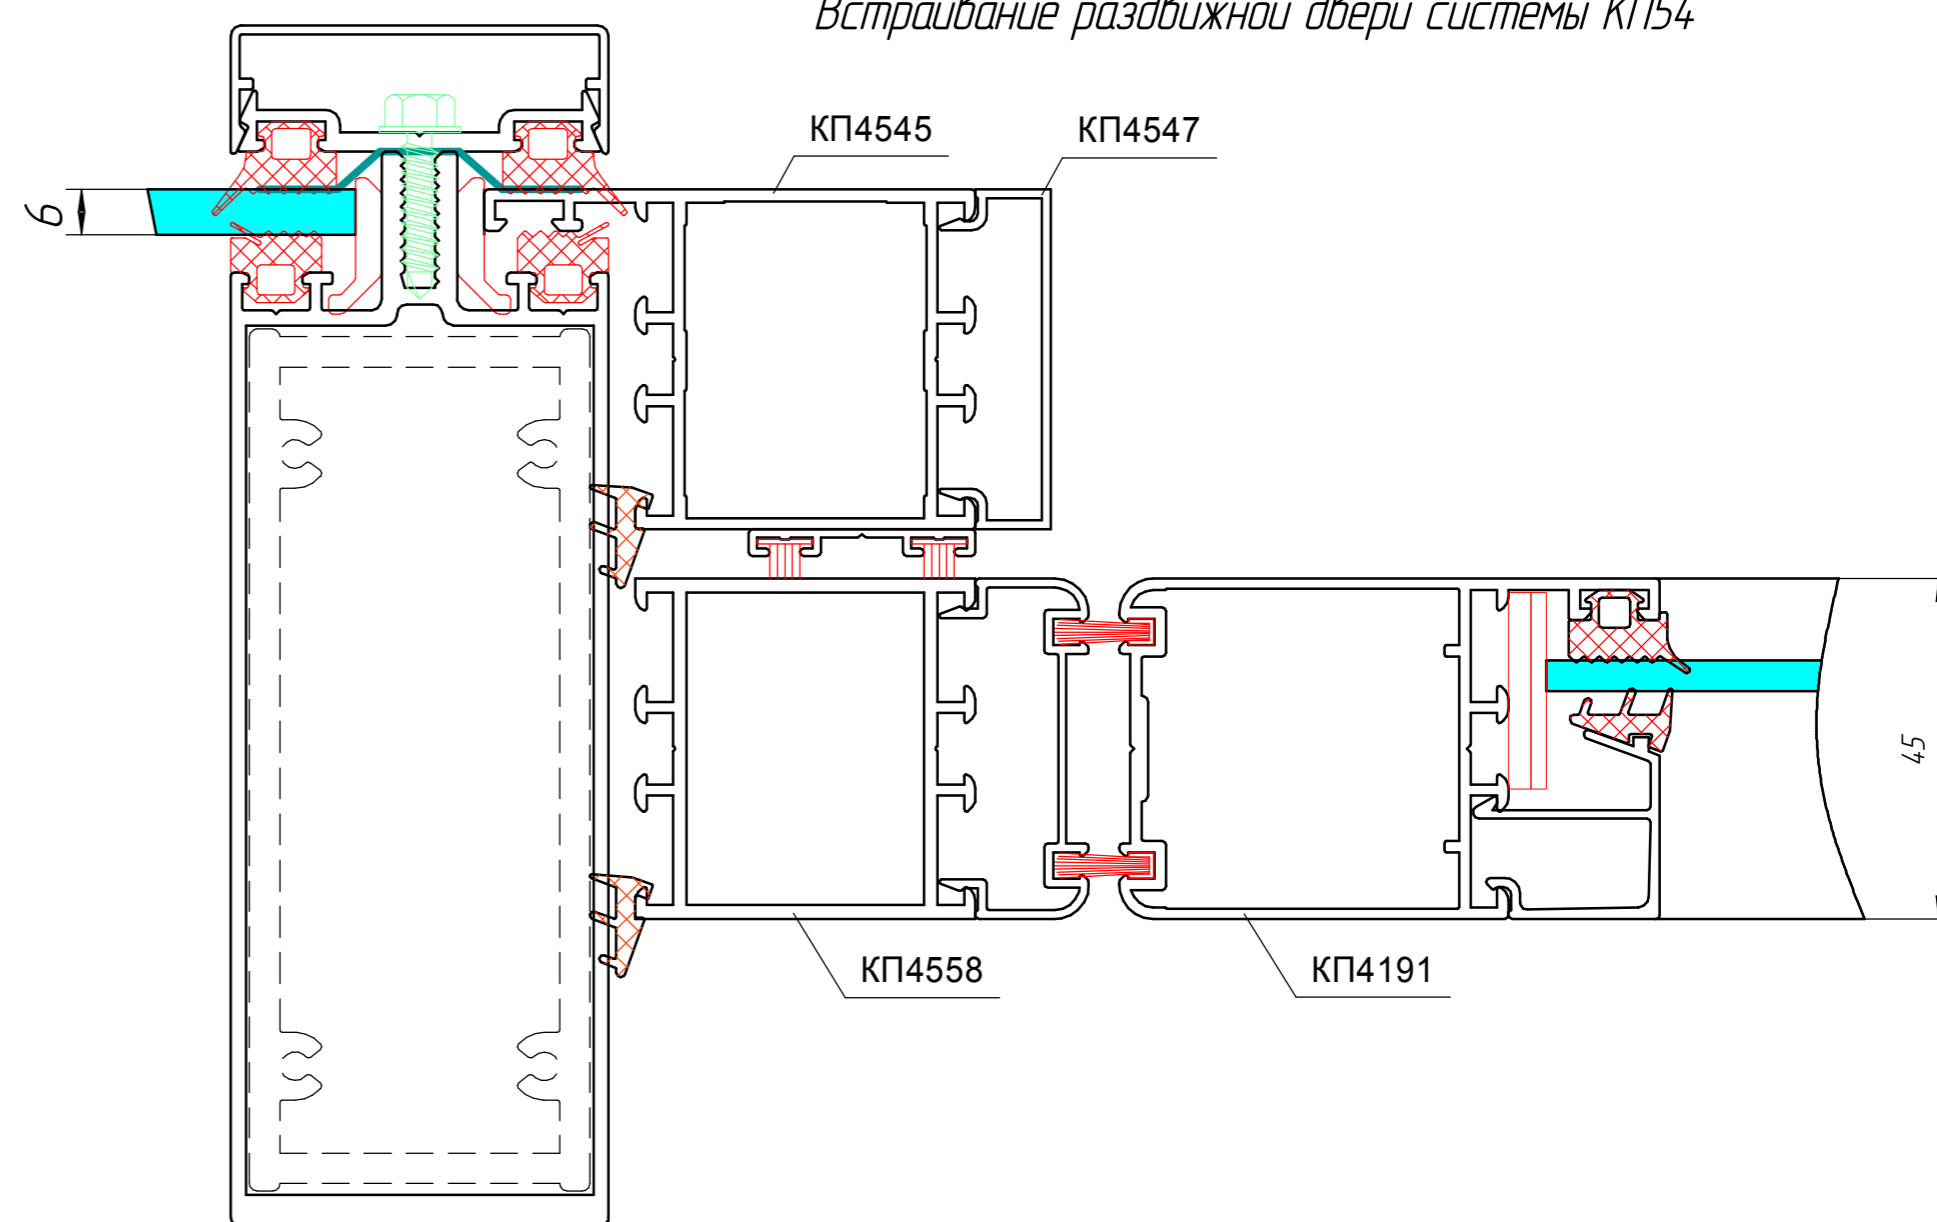 Встраивание раздвижной двери системы КП54
КП4545
КП4547
6
45
КП4558
КП4191